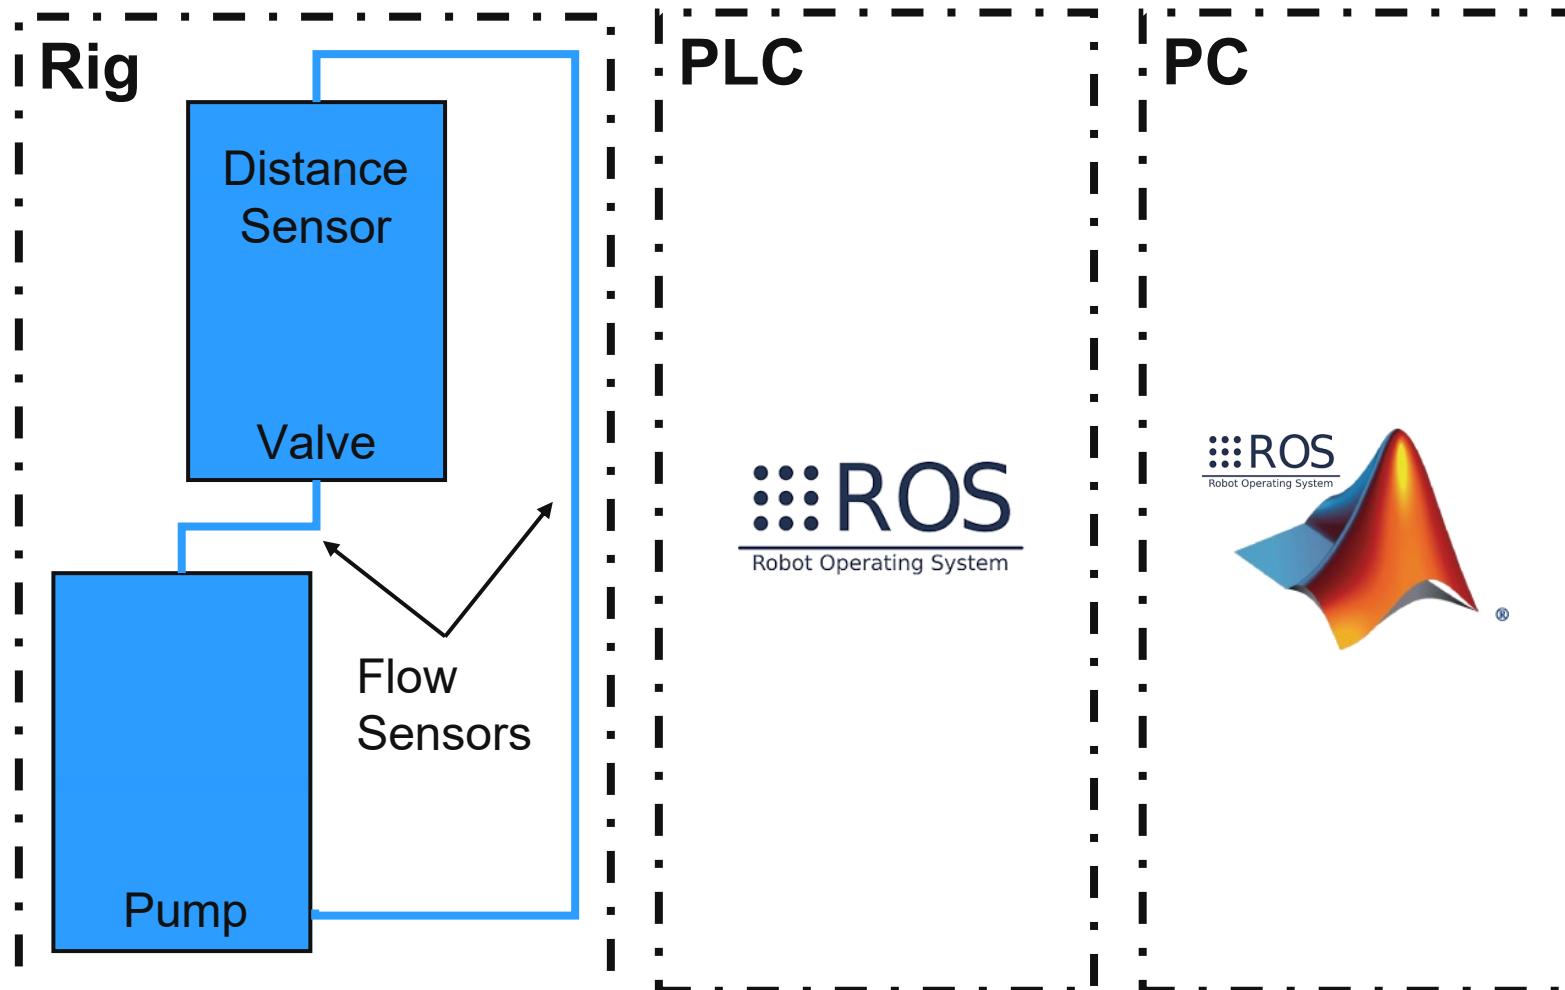 Rig
Distance
Sensor
Valve
Flow
Sensors
Pump
PLC
ROS
Robot Operating System
PC
ROS
Robot Operating System
®